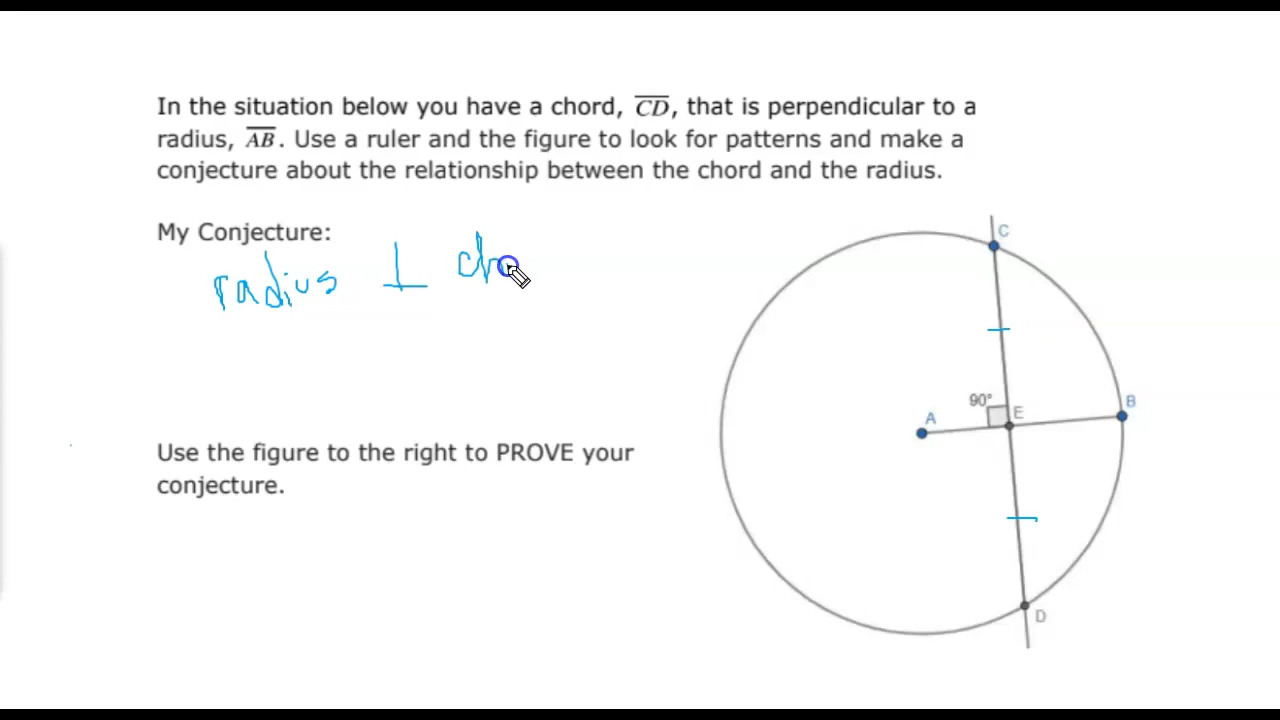 In the situation below you have a chord, CD, that is perpendicular to a
radius, AB. Use a ruler and the figure to look for patterns and make a
conjecture about the relationship between the chord and the radius.
My Conjecture:
radius ⊥ cho
Use the figure to the right to PROVE your
conjecture.
C
90°
A
E
B
D